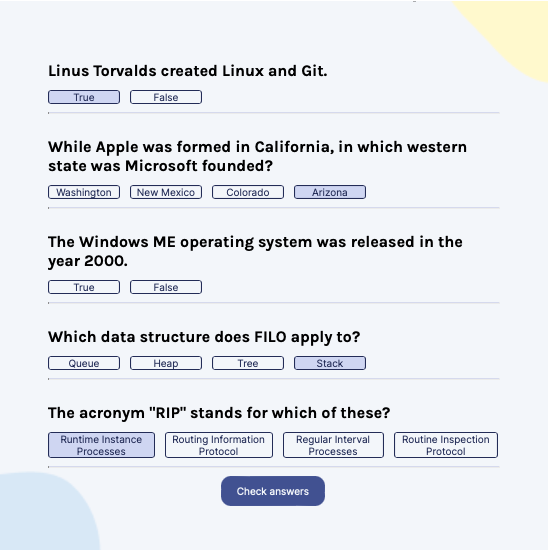 Linus Torvalds created Linux and Git.
True False
While Apple was formed in California, in which western
state was Microsoft founded?
Washington New Mexico Colorado Arizona
The Windows ME operating system was released in the
year 2000.
True False
Which data structure does FILO apply to?
Queue Heap Tree Stack
The acronym "RIP" stands for which of these?
Runtime Instance Routing Information Regular Interval Routine Inspection
Processes Protocol Processes Protocol
Check answers